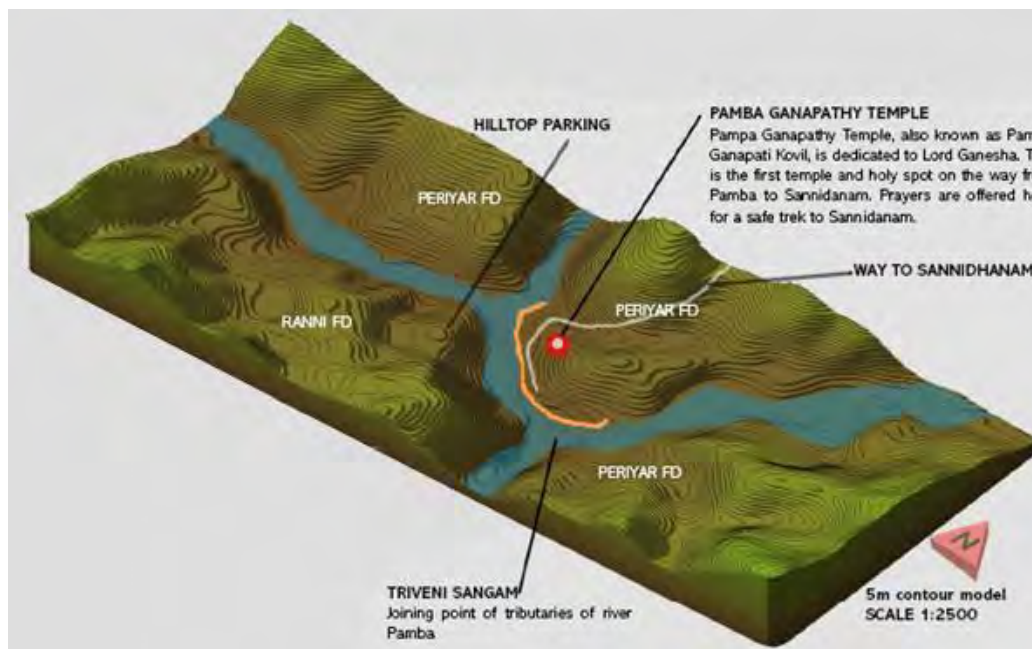 HILLTOP PARKING
PAMBA GANAPATHY TEMPLE
Pampa Ganapathy Temple, also known as Pam
Ganapati Kovil, is dedicated to Lord Ganesha. T
is the first temple and holy spot on the way fr
Pamba to Sannidanam. Prayers are offered h
for a safe trek to Sannidanam.
PERIYAR FD
WAY TO SANNIDHANAM
PERIYAR FD
RANNI FD
PERIYAR FD
TRIVENI SANGAM
Joining point of tributaries of river
Pamba
N
5m contour model
SCALE 1:2500